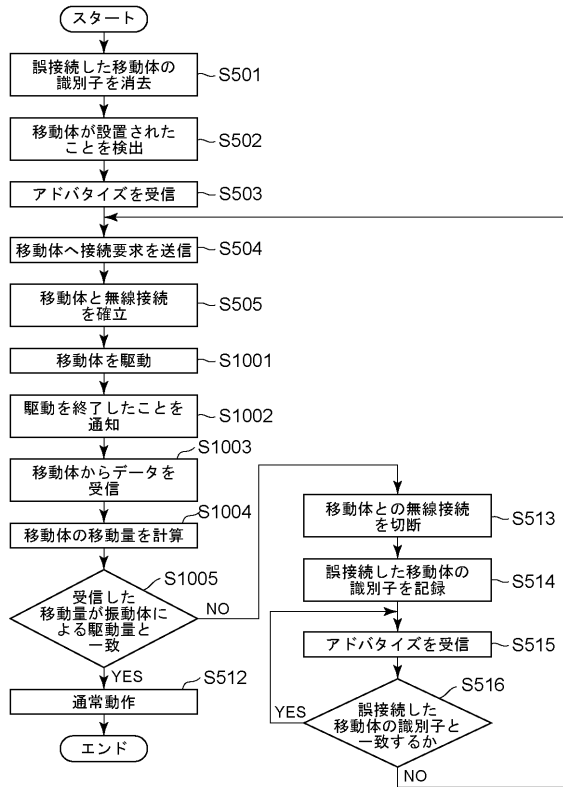 スタート
誤接続した移動体の
識別子を消去
S501
移動体が設置された
ことを検出
S502
アドバタイズを受信
S503
移動体へ接続要求を送信
S504
移動体と無線接続
を確立
S505
移動体を駆動
S1001
駆動を終了したことを
通知
S1002
移動体からデータを
受信
S1003
移動体の移動量を計算
S1004
受信した
移動量が振動体に
よる駆動量と
一致
S1005
NO
YES
通常動作
S512
エンド
移動体との無線接続
を切断
S513
誤接続した移動体の
識別子を記録
S514
アドバタイズを受信
S515
誤接続した
移動体の識別子と
一致するか
S516
YES
NO